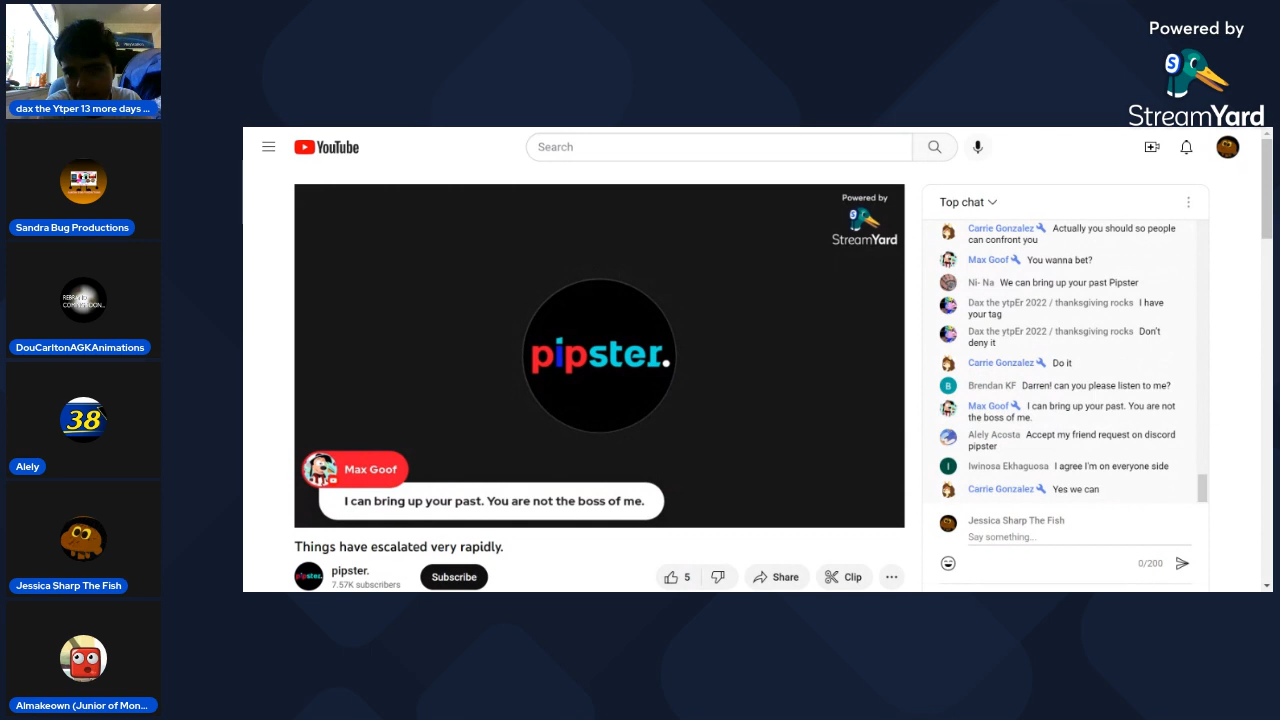 dax the Ytper 13 more days ...
Sandra Bug Productions
DouCarltonAGKAnimations
38
Alely
Jessica Sharp The Fish
Almakeown (Junior of Mon...
Powered by
StreamYard
YouTube
Search
Powered by
StreamYard
pipster.
Max Goof
I can bring up your past. You are not the boss of me.
Things have escalated very rapidly.
pipster.
pipster.
7.57K subscribers
Subscribe
5
Share
Clip
Top chat
Carrie Gonzalez Actually you should so people
can confront you
Max Goof You wanna bet?
Ni- Na We can bring up your past Pipster
Dax the ytpEr 2022 / thanksgiving rocks I have
your tag
Dax the ytpEr 2022 / thanksgiving rocks Don't
deny it
Carrie Gonzalez Do it
B Brendan KF Darren! can you please listen to me?
Max Goof I can bring up your past. You are not
the boss of me.
Alely Acosta Accept my friend request on discord
pipster
I Iwinosa Ekhaguosa I agree I'm on everyone side
Carrie Gonzalez Yes we can
Jessica Sharp The Fish
Say something...
0/200